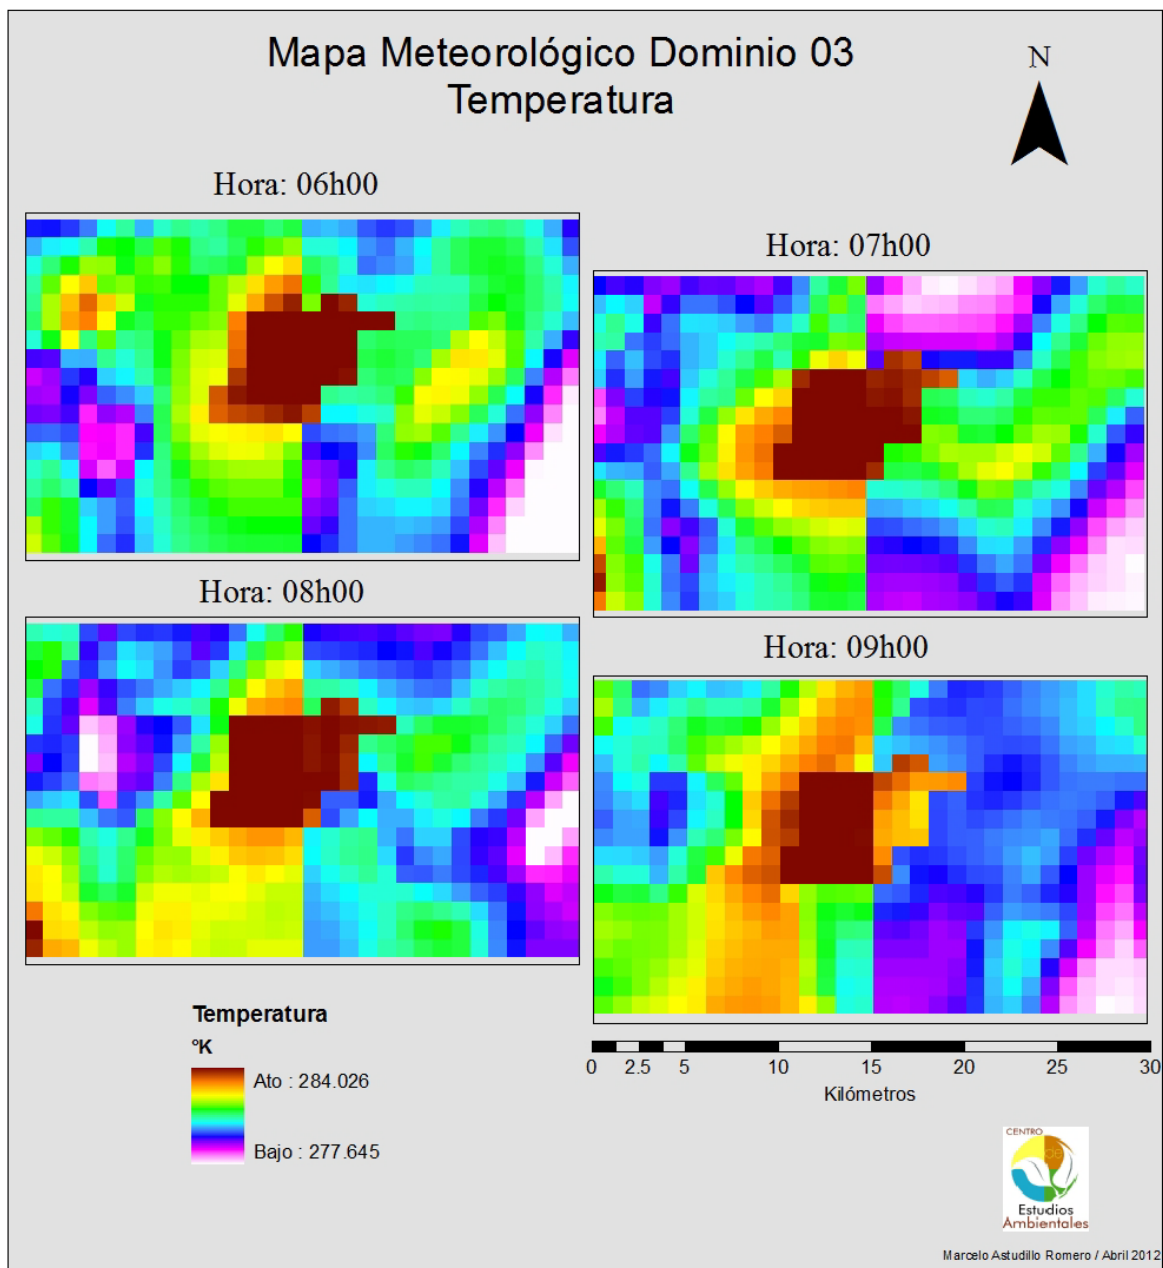 Mapa Meteorológico Dominio 03
Temperatura
N
Hora: 06h00
Hora: 07h00
Hora: 08h00
Hora: 09h00
Temperatura
°K
Ato : 284.026
Bajo : 277.645
0 2.5 5 10 15 20 25 30
Kilómetros
CENTRO
de
Estudios
Ambientales
Marcelo Astudillo Romero / Abril 2012